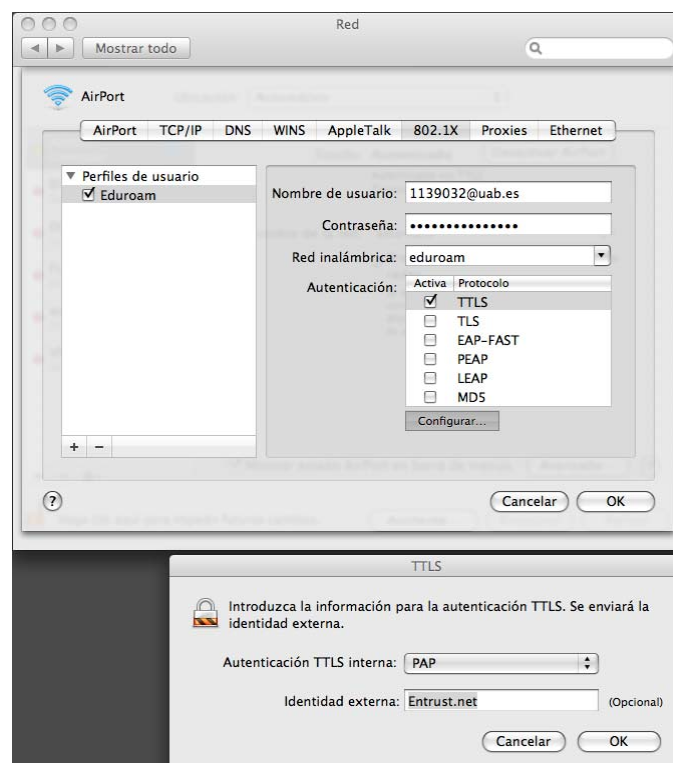 Red
Mostrar todo
AirPort
AirPort TCP/IP DNS WINS AppleTalk 802.1X Proxies Ethernet
Perfiles de usuario
Eduroam
Nombre de usuario: 1139032@uab.es
Contraseña: •••••••••••••••
Red inalámbrica: eduroam
Autenticación: Activa Protocolo
TTLS
TLS
EAP-FAST
PEAP
LEAP
MD5
Configurar...
+ −
? Cancelar OK
TTLS
Introduzca la información para la autenticación TTLS. Se enviará la
identidad externa.
Autenticación TTLS interna: PAP
Identidad externa: Entrust.net (Opcional)
Cancelar OK